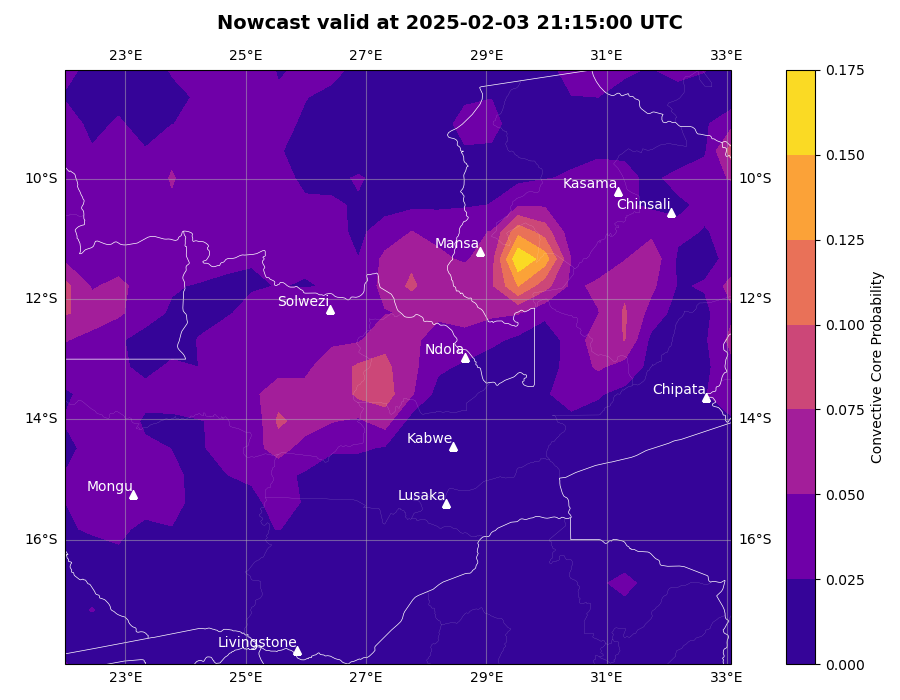 Nowcast valid at 2025-02-03 21:15:00 UTC
23°E 25°E 27°E 29°E 31°E 33°E
0.175
0.150
10°S Kasama 10°S
Chinsali
0.125
Mansa
12°S 12°S
Solwezi
0.100
Ndola
Convective Core Probability
Chipata
0.075
14°S 14°S
Kabwe
Mongu
Lusaka
0.050
16°S 16°S
0.025
Livingstone
0.000
23°E 25°E 27°E 29°E 31°E 33°E